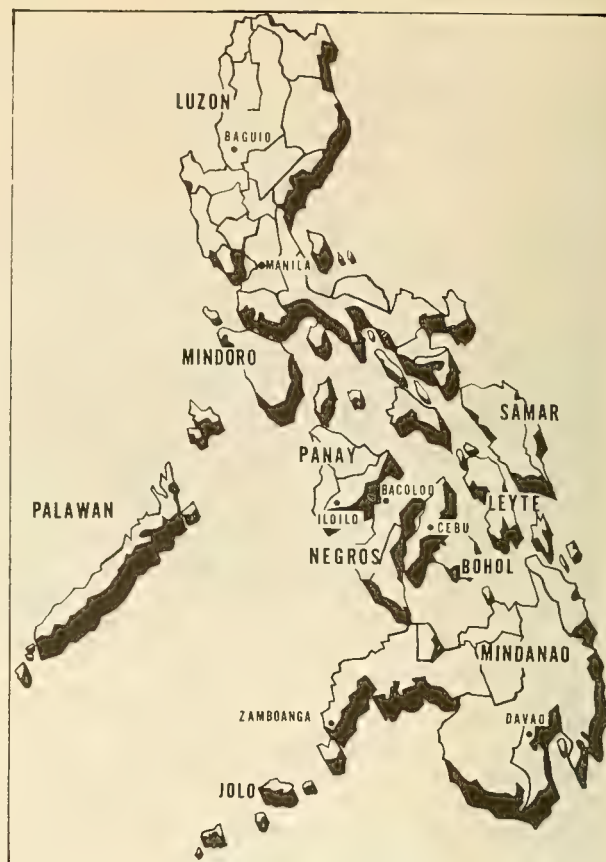 LUZON
BAGUIO
MANILA
MINDORO
SAMAR
PANAY
BACOLOD
PALAWAN
ILOILO
LEYTE
CEBU
NEGROS
BOHOL
MINDANAO
ZAMBOANGA
DAVAO
JOLO